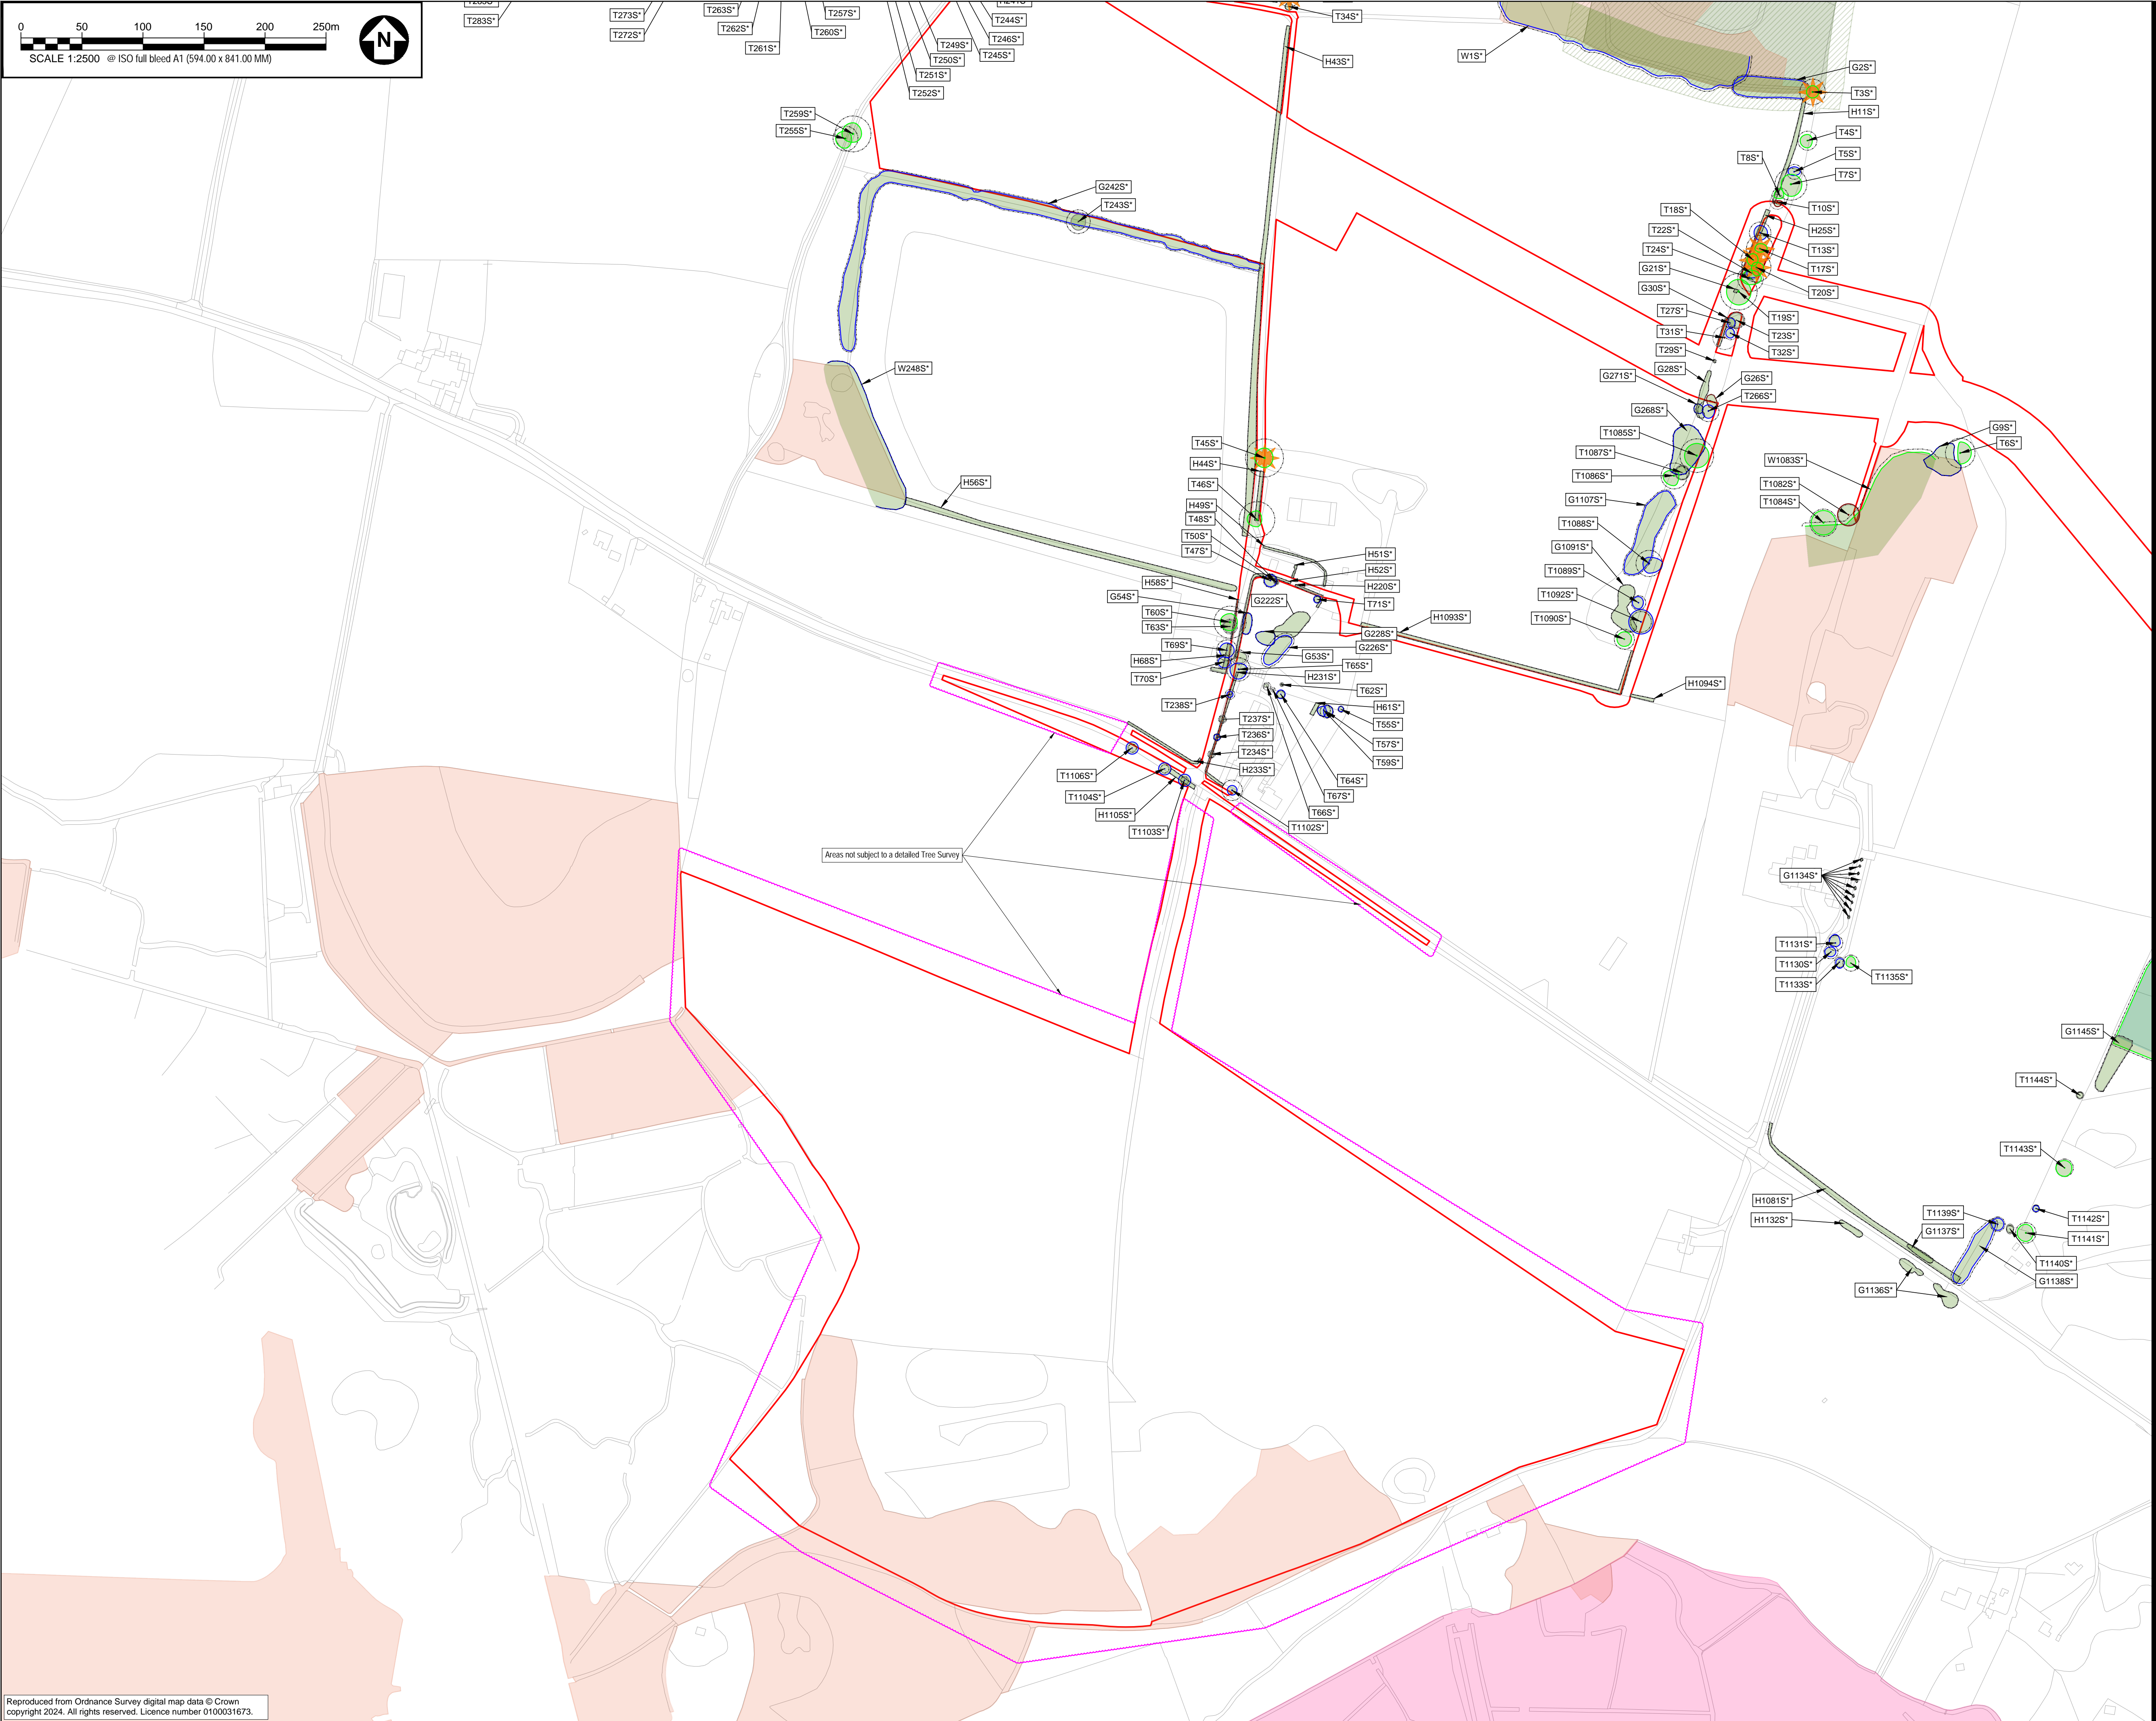 0 50 100 150 200 250m
N
SCALE 1:2500 @ ISO full bleed A1 (594.00 x 841.00 MM)
T283S*
T273S*
T272S*
T263S*
T262S*
T261S*
T257S*
T260S*
T249S*
T250S*
T251S*
T252S*
T244S*
T246S*
T245S*
T34S*
H43S*
W1S*
G2S*
T3S*
H11S*
T4S*
T5S*
T7S*
T8S*
T10S*
H25S*
T13S*
T17S*
T20S*
T18S*
T22S*
T24S*
G21S*
G30S*
T27S*
T31S*
T29S*
G28S*
G271S*
T19S*
T23S*
T32S*
G26S*
T266S*
T259S*
T255S*
G242S*
T243S*
W248S*
H56S*
T45S*
H44S*
T46S*
H49S*
T48S*
T50S*
T47S*
H51S*
H52S*
H220S*
T71S*
H58S*
G54S*
T60S*
T63S*
T69S*
H68S*
T70S*
T238S*
G222S*
G228S*
G226S*
G53S*
T65S*
H231S*
T62S*
H61S*
T55S*
T57S*
T59S*
T64S*
T67S*
T66S*
T237S*
T236S*
T234S*
H233S*
T1102S*
T1106S*
T1104S*
H1105S*
T1103S*
H1093S*
H1094S*
G268S*
T1085S*
T1087S*
T1086S*
G1107S*
T1088S*
G1091S*
T1089S*
T1092S*
T1090S*
G9S*
T6S*
W1083S*
T1082S*
T1084S*
Areas not subject to a detailed Tree Survey
G1134S*
T1131S*
T1130S*
T1133S*
T1135S*
G1145S*
T1144S*
T1143S*
H1081S*
H1132S*
T1139S*
G1137S*
T1142S*
T1141S*
T1140S*
G1138S*
G1136S*
Reproduced from Ordnance Survey digital map data © Crown
copyright 2024. All rights reserved. Licence number 0100031673.